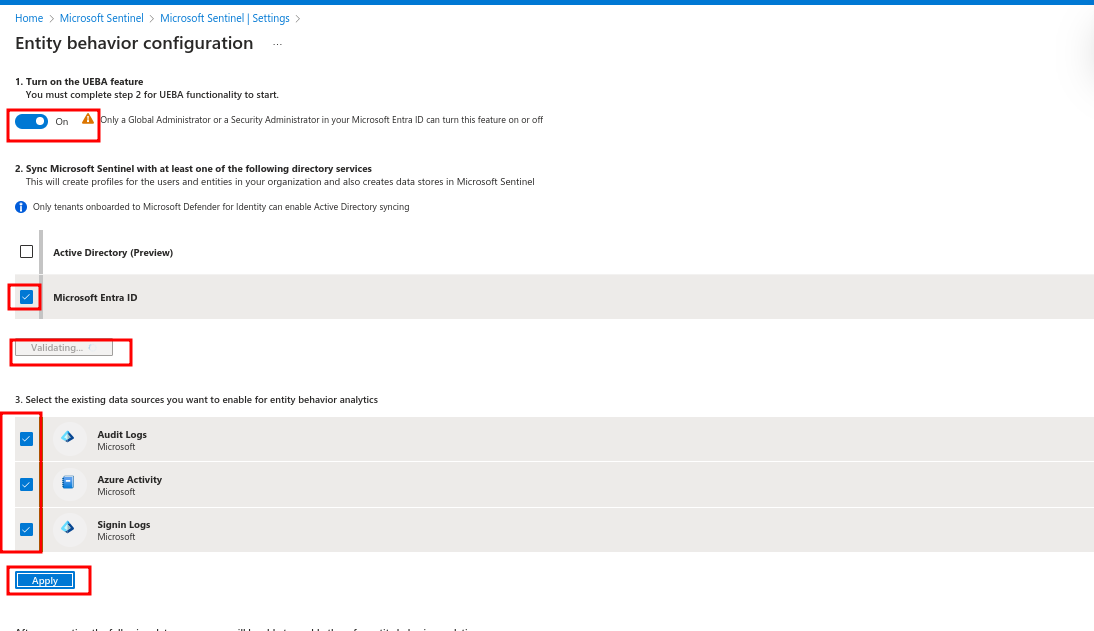 Home > Microsoft Sentinel > Microsoft Sentinel | Settings >
Entity behavior configuration ...
1. Turn on the UEBA feature
You must complete step 2 for UEBA functionality to start.
On Only a Global Administrator or a Security Administrator in your Microsoft Entra ID can turn this feature on or off
2. Sync Microsoft Sentinel with at least one of the following directory services
This will create profiles for the users and entities in your organization and also creates data stores in Microsoft Sentinel
Only tenants onboarded to Microsoft Defender for Identity can enable Active Directory syncing
Active Directory (Preview)
Microsoft Entra ID
Validating...
3. Select the existing data sources you want to enable for entity behavior analytics
Audit Logs
Microsoft
Azure Activity
Microsoft
Signin Logs
Microsoft
Apply